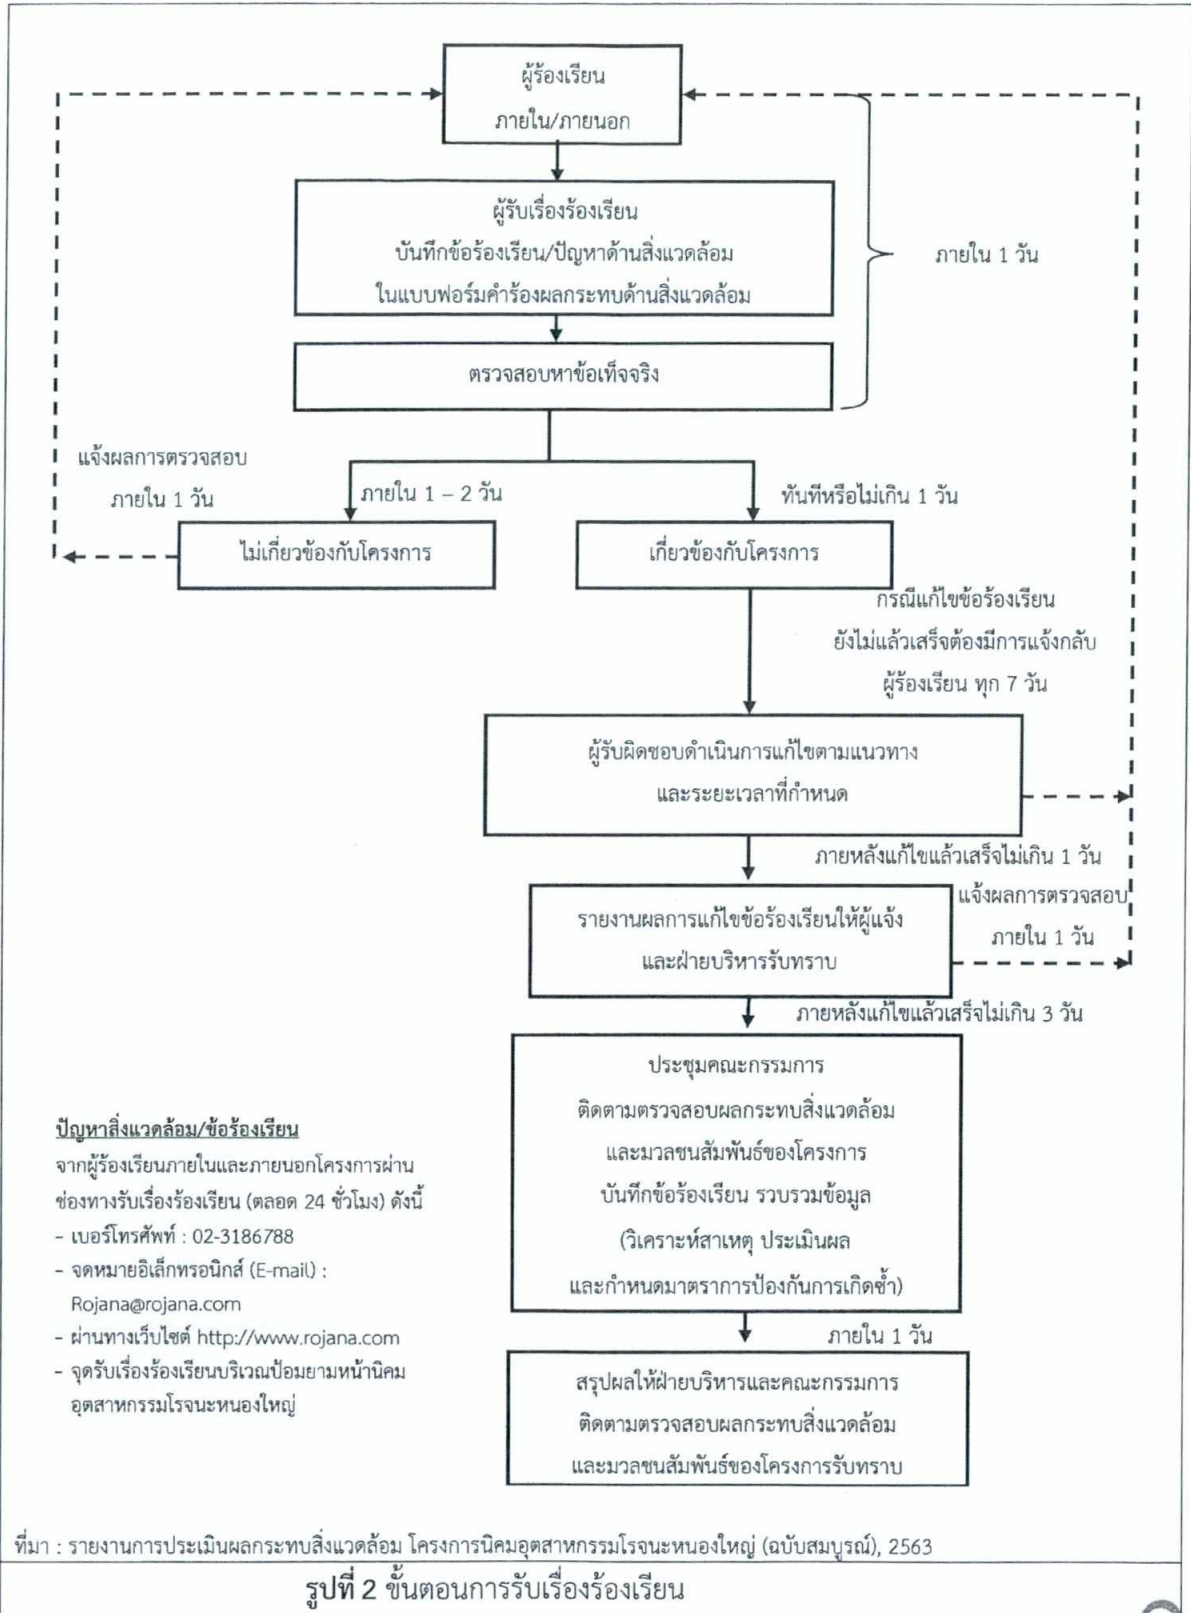 ผู้ร้องเรียน
ภายใน/ภายนอก
ผู้รับเรื่องร้องเรียน
บันทึกข้อร้องเรียน/ปัญหาด้านสิ่งแวดล้อม
ในแบบฟอร์มคำร้องผลกระทบด้านสิ่งแวดล้อม
ภายใน 1 วัน
ตรวจสอบหาข้อเท็จจริง
แจ้งผลการตรวจสอบ
ภายใน 1 วัน
ภายใน 1 – 2 วัน
ทันทีหรือไม่เกิน 1 วัน
ไม่เกี่ยวข้องกับโครงการ
เกี่ยวข้องกับโครงการ
กรณีแก้ไขข้อร้องเรียน
ยังไม่แล้วเสร็จต้องมีการแจ้งกลับ
ผู้ร้องเรียน ทุก 7 วัน
ผู้รับผิดชอบดำเนินการแก้ไขตามแนวทาง
และระยะเวลาที่กำหนด
ภายหลังแก้ไขแล้วเสร็จไม่เกิน 1 วัน
รายงานผลการแก้ไขข้อร้องเรียนให้ผู้แจ้ง
และฝ่ายบริหารรับทราบ
แจ้งผลการตรวจสอบ
ภายใน 1 วัน
ภายหลังแก้ไขแล้วเสร็จไม่เกิน 3 วัน
ประชุมคณะกรรมการ
ติดตามตรวจสอบผลกระทบสิ่งแวดล้อม
และมวลชนสัมพันธ์ของโครงการ
บันทึกข้อร้องเรียน รวบรวมข้อมูล
(วิเคราะห์สาเหตุ ประเมินผล
และกำหนดมาตราการป้องกันการเกิดซ้ำ)
ภายใน 1 วัน
สรุปผลให้ฝ่ายบริหารและคณะกรรมการ
ติดตามตรวจสอบผลกระทบสิ่งแวดล้อม
และมวลชนสัมพันธ์ของโครงการรับทราบ
ปัญหาสิ่งแวดล้อม/ข้อร้องเรียน
จากผู้ร้องเรียนภายในและภายนอกโครงการผ่าน
ช่องทางรับเรื่องร้องเรียน (ตลอด 24 ชั่วโมง) ดังนี้
- เบอร์โทรศัพท์ : 02-3186788
- จดหมายอิเล็กทรอนิกส์ (E-mail) :
Rojana@rojana.com
- ผ่านทางเว็บไซต์ http://www.rojana.com
- จุดรับเรื่องร้องเรียนบริเวณป้อมยามหน้านิคม
อุตสาหกรรมโรจนะหนองใหญ่
ที่มา : รายงานการประเมินผลกระทบสิ่งแวดล้อม โครงการนิคมอุตสาหกรรมโรจนะหนองใหญ่ (ฉบับสมบูรณ์), 2563
รูปที่ 2 ขั้นตอนการรับเรื่องร้องเรียน